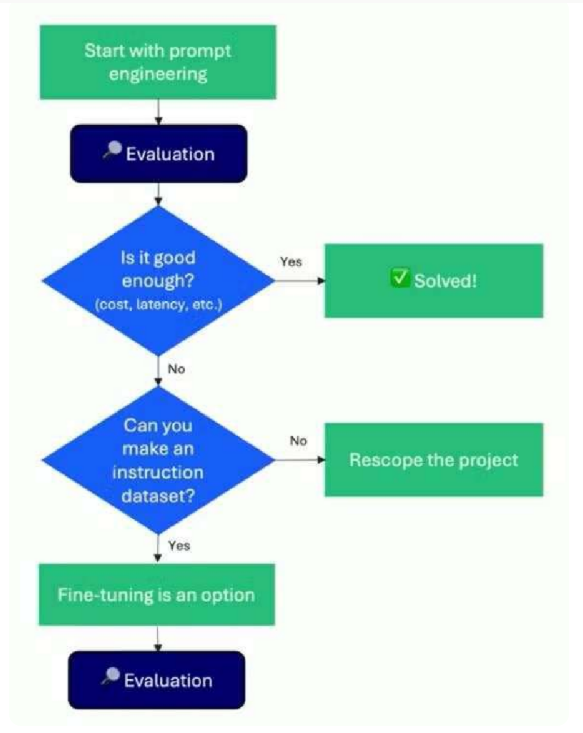 Start with prompt
engineering
🔎 Evaluation
Is it good
enough?
(cost, latency, etc.)
Yes
✅ Solved!
No
Can you
make an
instruction
dataset?
No
Rescope the project
Yes
Fine-tuning is an option
🔎 Evaluation